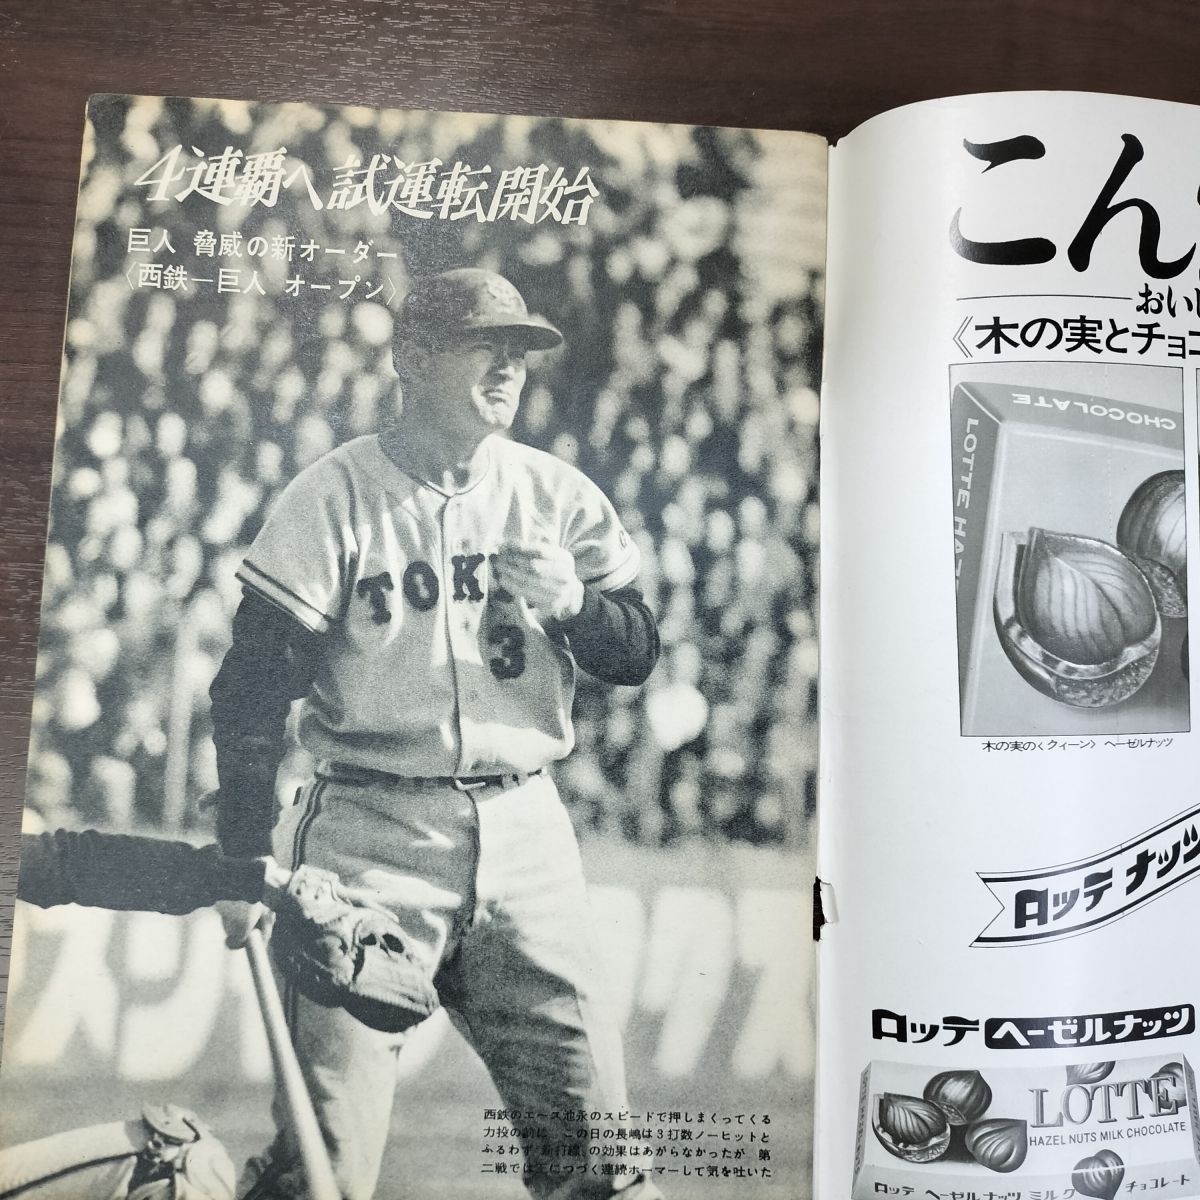 4連覇へ試運転開始
巨人 脅威の新オーダー
〈西鉄―巨人 オープン〉
TOK
3
西鉄のエース池永のスピードで押しまくってくる
力投の前に この日の長嶋は3打数ノーヒットと
ふるわず 新打線の効果はあがらなかったが 第
二戦では王につづく連続ホーマーして気を吐いた
こん
おいし
《木の実とチョコ
CHOCOLATE
LOTTE HAZ
木の実の〈クィーン〉 ヘーゼルナッツ
ロッテ ナッツ
ロッテ ヘーゼルナッツ
LOTTE
HAZEL NUTS MILK CHOCOLATE
ロッテ ヘーゼルナッツ ミルク チョコレート